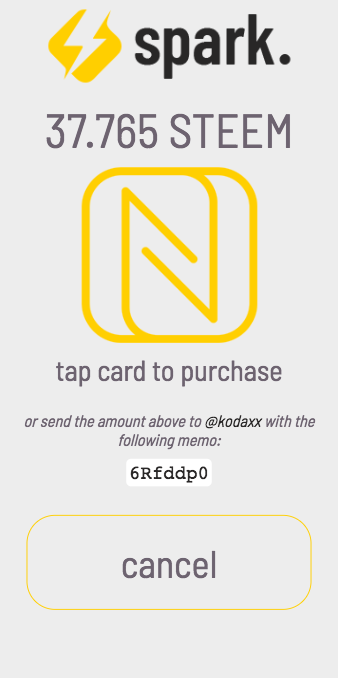 spark.
37.765 STEEM
tap card to purchase
or send the amount above to @kodaxx with the
following memo:
6Rfddp0
cancel